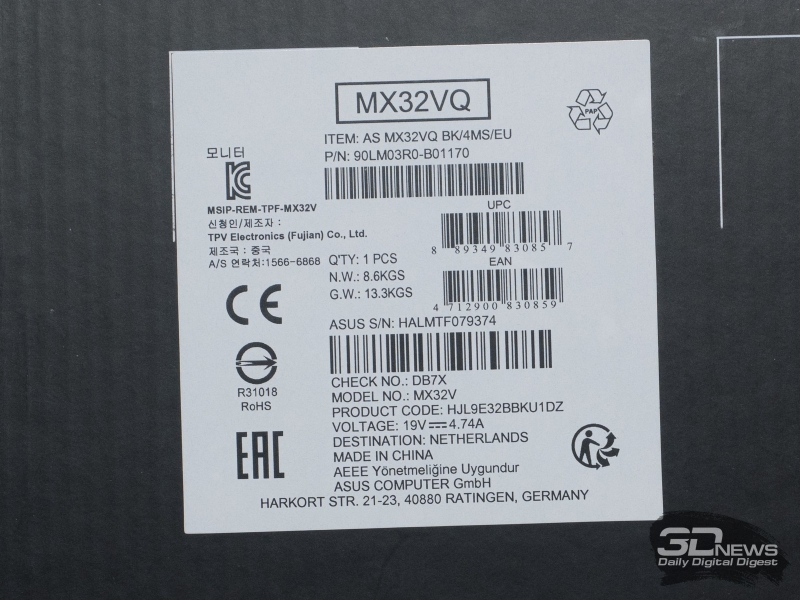 MX32VQ
PAP
ITEM: AS MX32VQ BK/4MS/EU
P/N: 90LM03R0-B01170
모니터
MSIP-REM-TPF-MX32V
신청인/제조자 :
TPV Electronics (Fujian) Co., Ltd.
제조국 : 중국
A/S 연락처:1566-6868
UPC
8 89349 83085 7
EAN
4 712900 830859
Q'TY: 1 PCS
N.W.: 8.6KGS
G.W.: 13.3KGS
ASUS S/N: HALMTF079374
CE
R31018
RoHS
EAC
CHECK NO.: DB7X
MODEL NO.: MX32V
PRODUCT CODE: HJL9E32BBKU1DZ
VOLTAGE: 19V⎓4.74A
DESTINATION: NETHERLANDS
MADE IN CHINA
AEEE Yönetmeliğine Uygundur
ASUS COMPUTER GmbH
HARKORT STR. 21-23, 40880 RATINGEN, GERMANY
3DNEWS
Daily Digital Digest